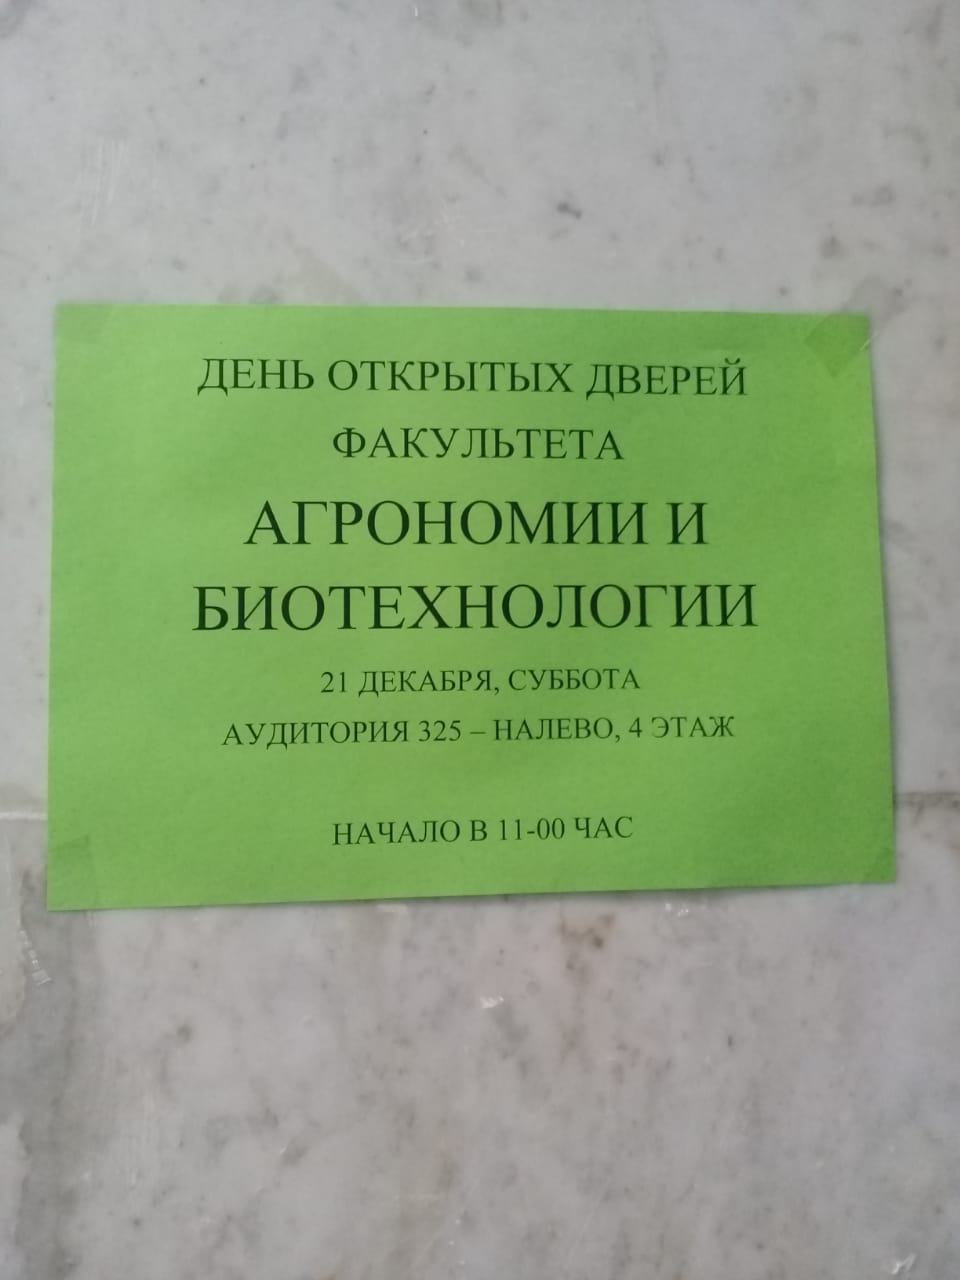 ДЕНЬ ОТКРЫТЫХ ДВЕРЕЙ
ФАКУЛЬТЕТА
АГРОНОМИИ И
БИОТЕХНОЛОГИИ
21 ДЕКАБРЯ, СУББОТА
АУДИТОРИЯ 325 – НАЛЕВО, 4 ЭТАЖ
НАЧАЛО В 11-00 ЧАС